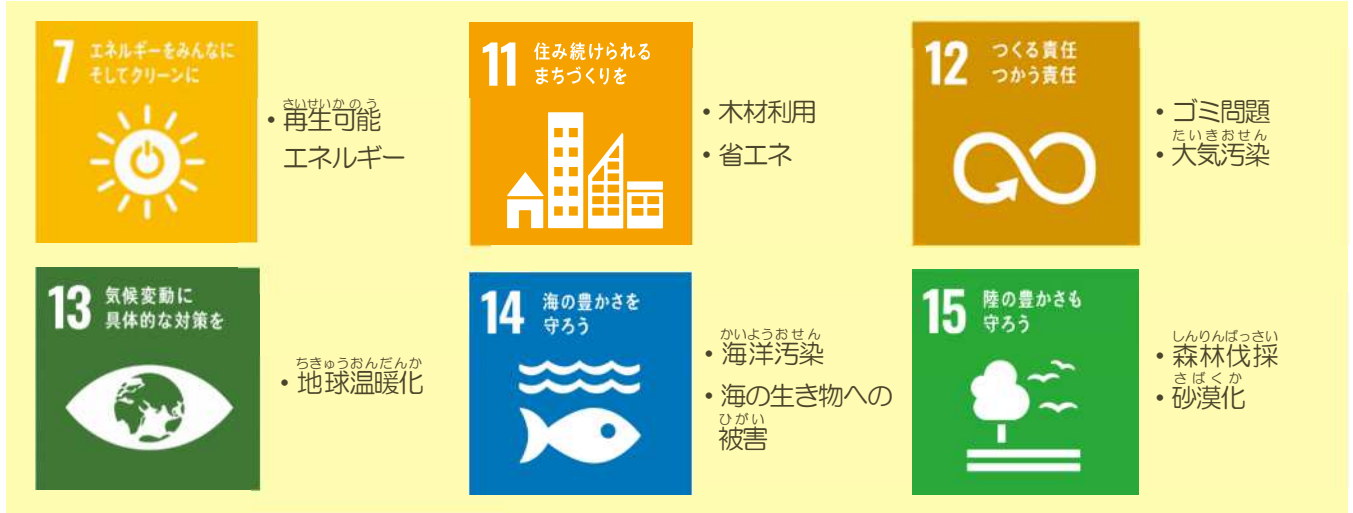 7 エネルギーをみんなに
そしてクリーンに
さいせいかのう
・再生可能
エネルギー
11 住み続けられる
まちづくりを
・木材利用
・省エネ
12 つくる責任
つかう責任
・ゴミ問題
たいきおせん
・大気汚染
13 気候変動に
具体的な対策を
ちきゅうおんだんか
・地球温暖化
14 海の豊かさを
守ろう
かいようおせん
・海洋汚染
・海の生き物への
ひがい
被害
15 陸の豊かさも
守ろう
しんりんばっさい
・森林伐採
さばくか
・砂漠化